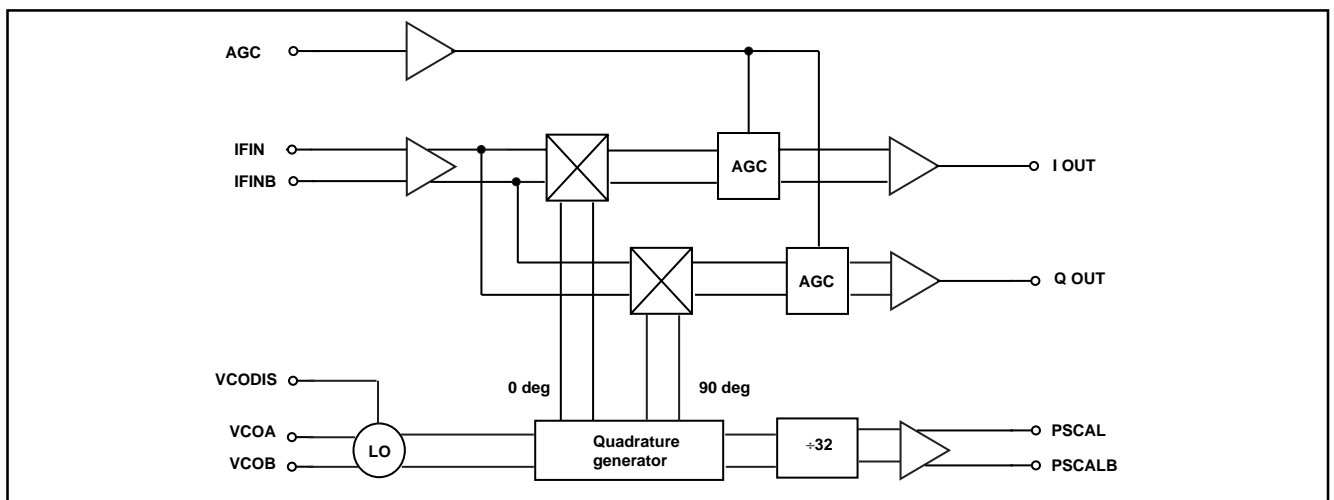 AGC
IFIN
IFINB
AGC
I OUT
AGC
Q OUT
VCODIS
0 deg
90 deg
VCOA
VCOB
LO
Quadrature
generator
÷32
PSCAL
PSCALB